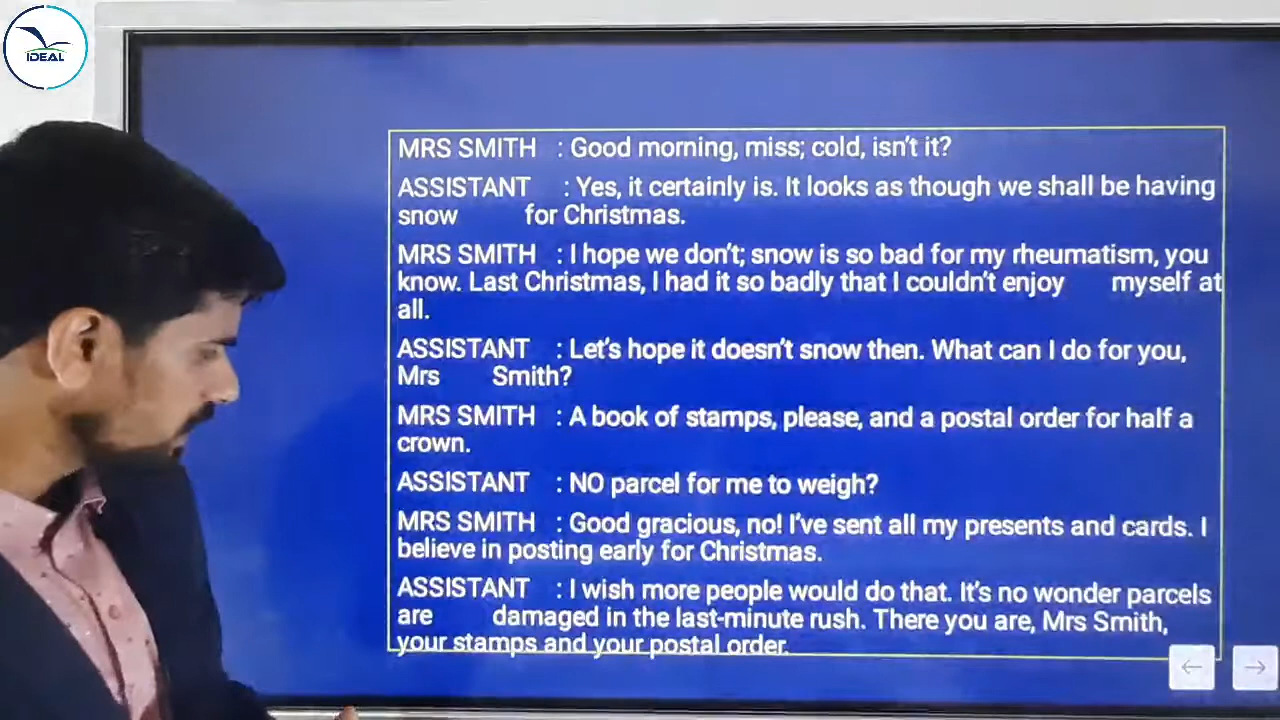 iDEAL
MRS SMITH : Good morning, miss; cold, isn't it?
ASSISTANT : Yes, it certainly is. It looks as though we shall be having
snow for Christmas.
MRS SMITH : I hope we don't; snow is so bad for my rheumatism, you
know. Last Christmas, I had it so badly that I couldn't enjoy myself at
all.
ASSISTANT : Let's hope it doesn't snow then. What can I do for you,
Mrs Smith?
MRS SMITH : A book of stamps, please, and a postal order for half a
crown.
ASSISTANT : NO parcel for me to weigh?
MRS SMITH : Good gracious, no! I've sent all my presents and cards. I
believe in posting early for Christmas.
ASSISTANT : I wish more people would do that. It's no wonder parcels
are damaged in the last-minute rush. There you are, Mrs Smith,
your stamps and your postal order.